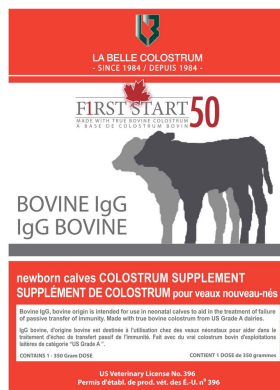 LA BELLE COLOSTRUM
- SINCE 1984 / DEPUIS 1984 -
F1RST START 50
MADE WITH TRUE BOVINE COLOSTRUM
A BASE DE COLOSTRUM BOVIN
BOVINE IgG
IgG BOVINE
newborn calves COLOSTRUM SUPPLEMENT
SUPPLÉMENT DE COLOSTRUM pour veaux nouveau-nés
Bovine IgG, bovine origin is intended for use in neonatal calves to aid in the treatment of failure
of passive transfer of immunity. Made with true bovine colostrum from US Grade A dairies.
IgG bovine, d'origine bovine est destinée à l'utilisation chez des veaux néonataux pour aider dans le
traitement d'échec de transfert passif de l'immunité. Fait avec du vrai colostrum bovin d'exploitations
laitères de catégorie "US Grade A ".
CONTAINS 1 - 350 Gram DOSE
CONTIENT 1 DOSE de 350 grammes
US Veterinary License No. 396
Permis d'établ. de prod. vét. des É.-U. n° 396